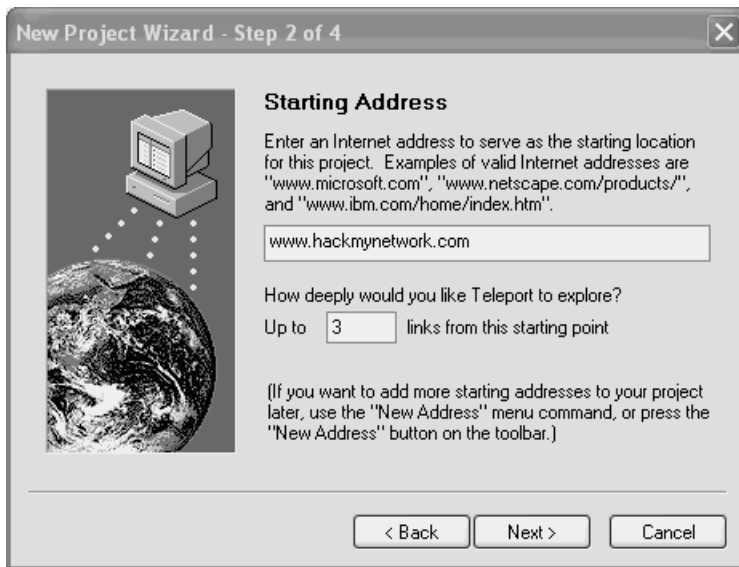 New Project Wizard - Step 2 of 4
Starting Address
Enter an Internet address to serve as the starting location
for this project. Examples of valid Internet addresses are
"www.microsoft.com", "www.netscape.com/products/",
and "www.ibm.com/home/index.htm".
www.hackmynetwork.com
How deeply would you like Teleport to explore?
Up to 3 links from this starting point
(If you want to add more starting addresses to your project
later, use the "New Address" menu command, or press the
"New Address" button on the toolbar.)
< Back Next > Cancel